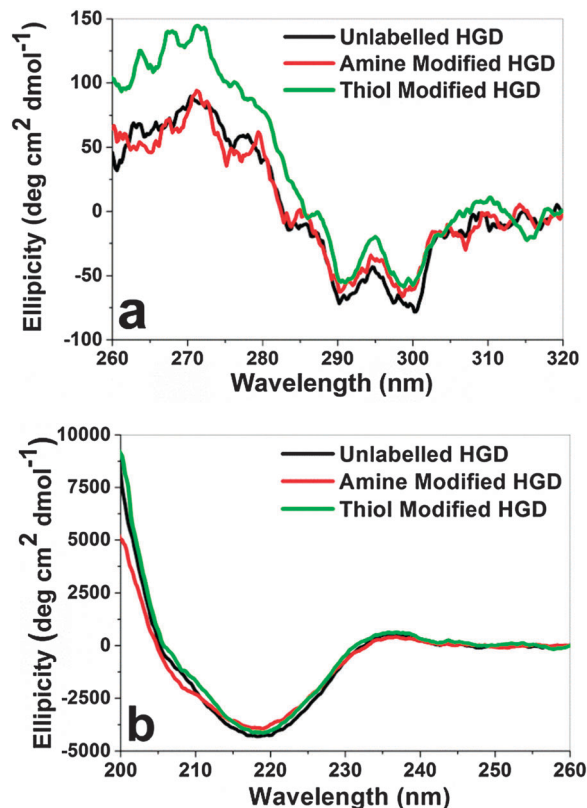 150
100
50
0
-50
-100
Ellipicity (deg cm² dmol⁻¹)
Unlabelled HGD
Amine Modified HGD
Thiol Modified HGD
a
260 270 280 290 300 310 320
Wavelength (nm)
10000
7500
5000
2500
0
-2500
-5000
Ellipicity (deg cm² dmol⁻¹)
Unlabelled HGD
Amine Modified HGD
Thiol Modified HGD
b
200 210 220 230 240 250 260
Wavelength (nm)